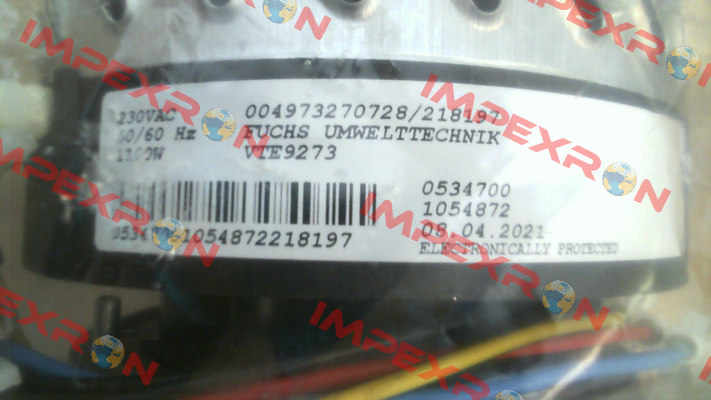 IMPEXRON
230VAC 004973270728/218197
50/60 Hz FUCHS UMWELTTECHNIK
VTE9273
0534700
1054872
08.04.2021
1054872218197 ELECTRONICALLY PROTECTED
IMPEXRON
IMPEXRON
IMPEXRON
IMPEXRON